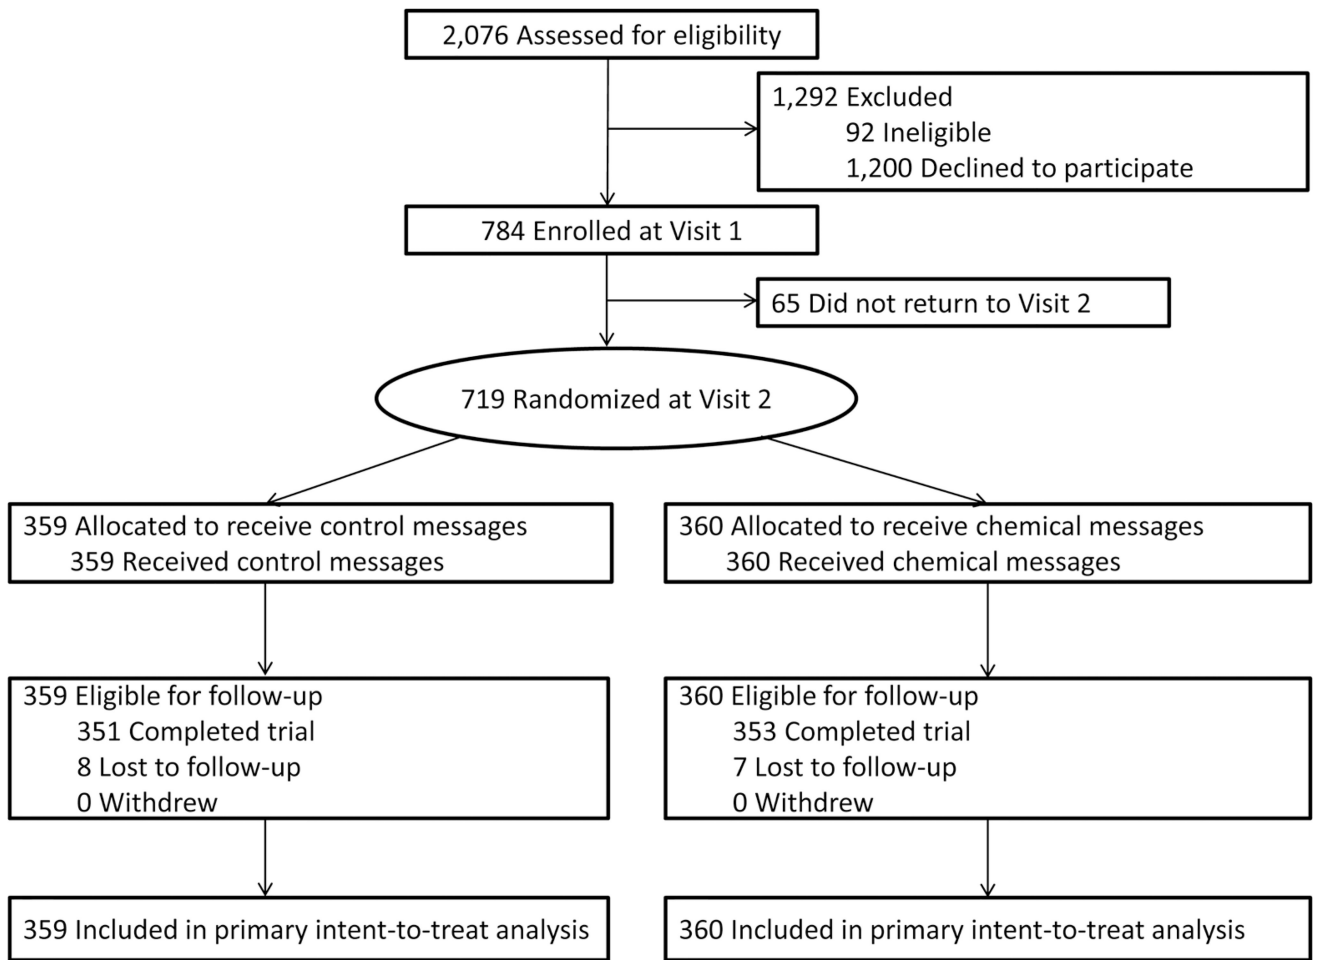 2,076 Assessed for eligibility
1,292 Excluded
92 Ineligible
1,200 Declined to participate
784 Enrolled at Visit 1
65 Did not return to Visit 2
719 Randomized at Visit 2
359 Allocated to receive control messages
359 Received control messages
360 Allocated to receive chemical messages
360 Received chemical messages
359 Eligible for follow-up
351 Completed trial
8 Lost to follow-up
0 Withdrew
360 Eligible for follow-up
353 Completed trial
7 Lost to follow-up
0 Withdrew
359 Included in primary intent-to-treat analysis
360 Included in primary intent-to-treat analysis